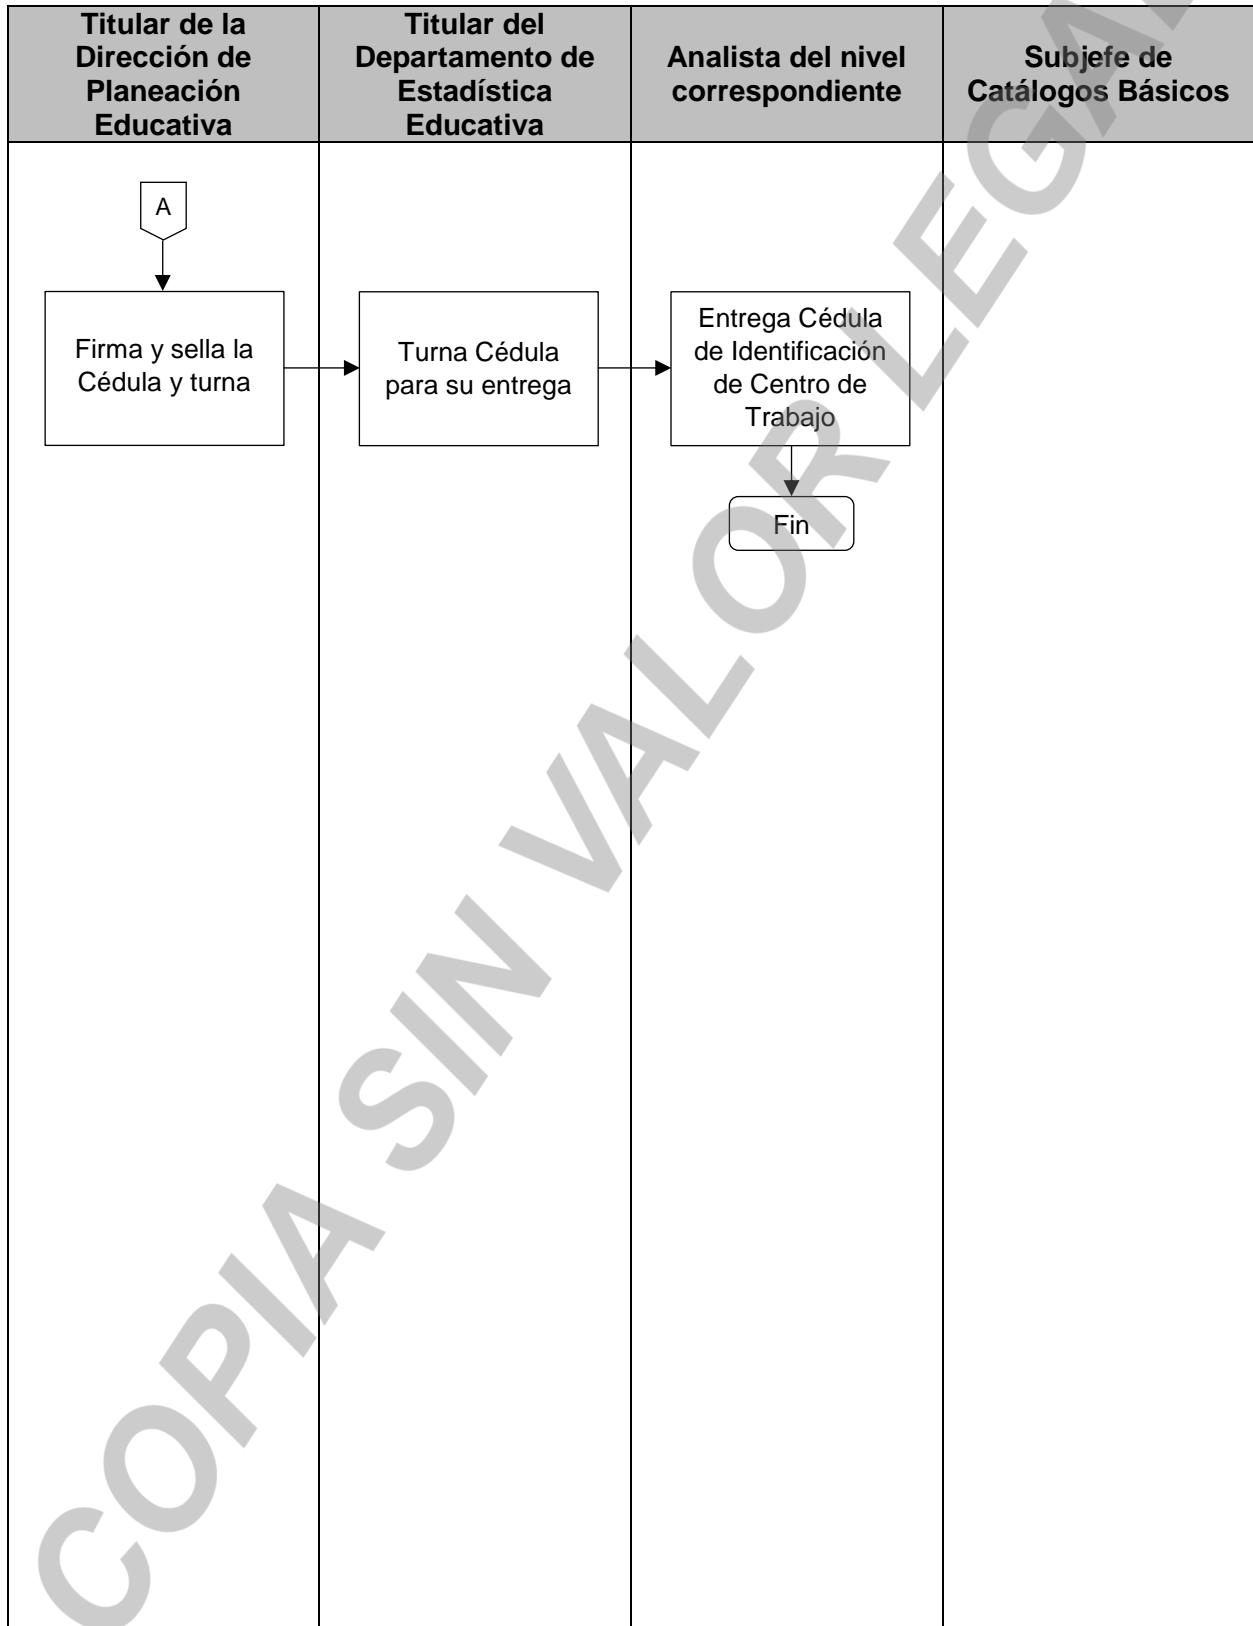 Titular de la
Dirección de
Planeación
Educativa
Titular del
Departamento de
Estadística
Educativa
Analista del nivel
correspondiente
Subjefe de
Catálogos Básicos
A
Firma y sella la
Cédula y turna
Turna Cédula
para su entrega
Entrega Cédula
de Identificación
de Centro de
Trabajo
Fin
COPIA SIN VALOR LEGAL